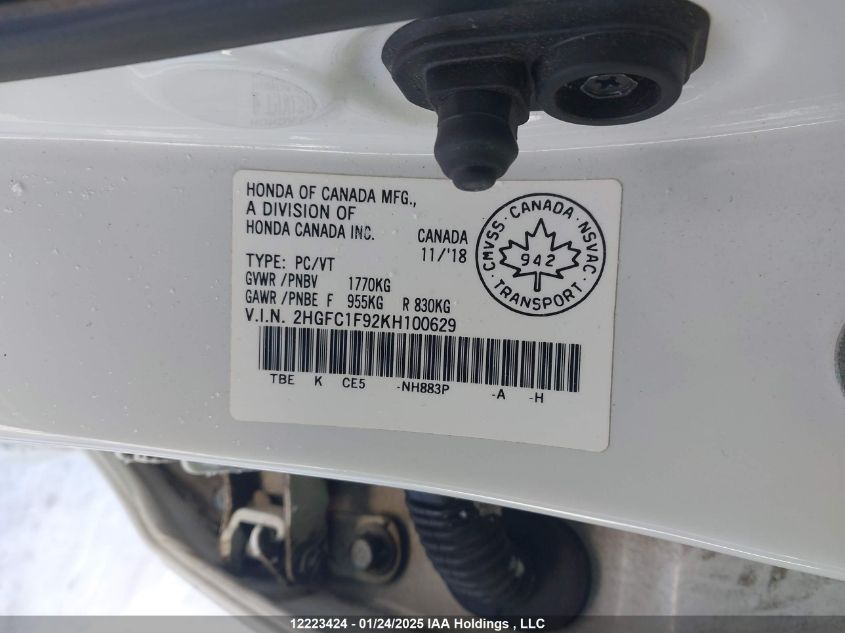 HONDA OF CANADA MFG.,
A DIVISION OF
HONDA CANADA INC.
CANADA
11/'18
TYPE: PC/VT
GVWR /PNBV 1770KG
GAWR /PNBE F 955KG R 830KG
V.I.N. 2HGFC1F92KH100629
TBE K CE5 -NH883P -A -H
CMVSS · CANADA · NSVAC
942
TRANSPORT
12223424 - 01/24/2025 IAA Holdings , LLC